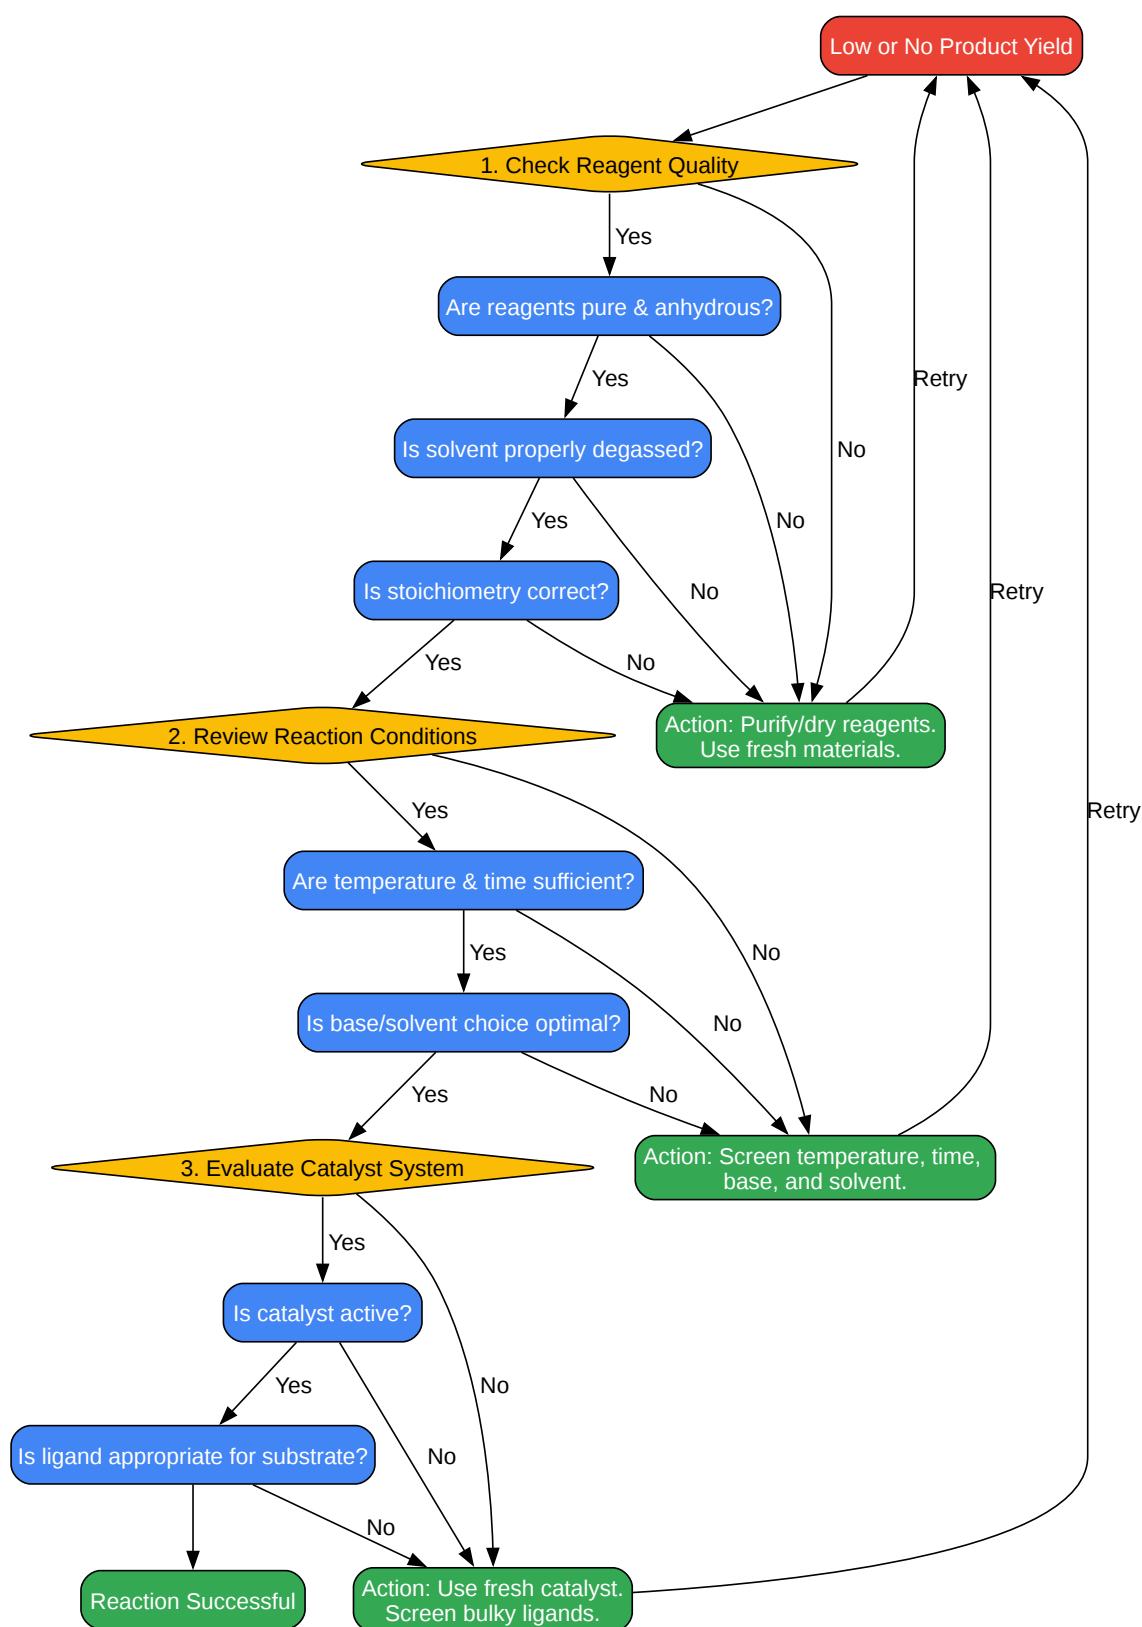 Low or No Product Yield
1. Check Reagent Quality
Yes
Are reagents pure & anhydrous?
Yes
Retry
Is solvent properly degassed?
No
Yes
No
Is stoichiometry correct?
No
Retry
Yes
No
Action: Purify/dry reagents.
Use fresh materials.
2. Review Reaction Conditions
Yes
Retry
Are temperature & time sufficient?
Yes
No
Is base/solvent choice optimal?
No
Yes
No
Action: Screen temperature, time,
base, and solvent.
3. Evaluate Catalyst System
Yes
Is catalyst active?
Yes
No
Is ligand appropriate for substrate?
No
No
Action: Use fresh catalyst.
Screen bulky ligands.
Reaction Successful